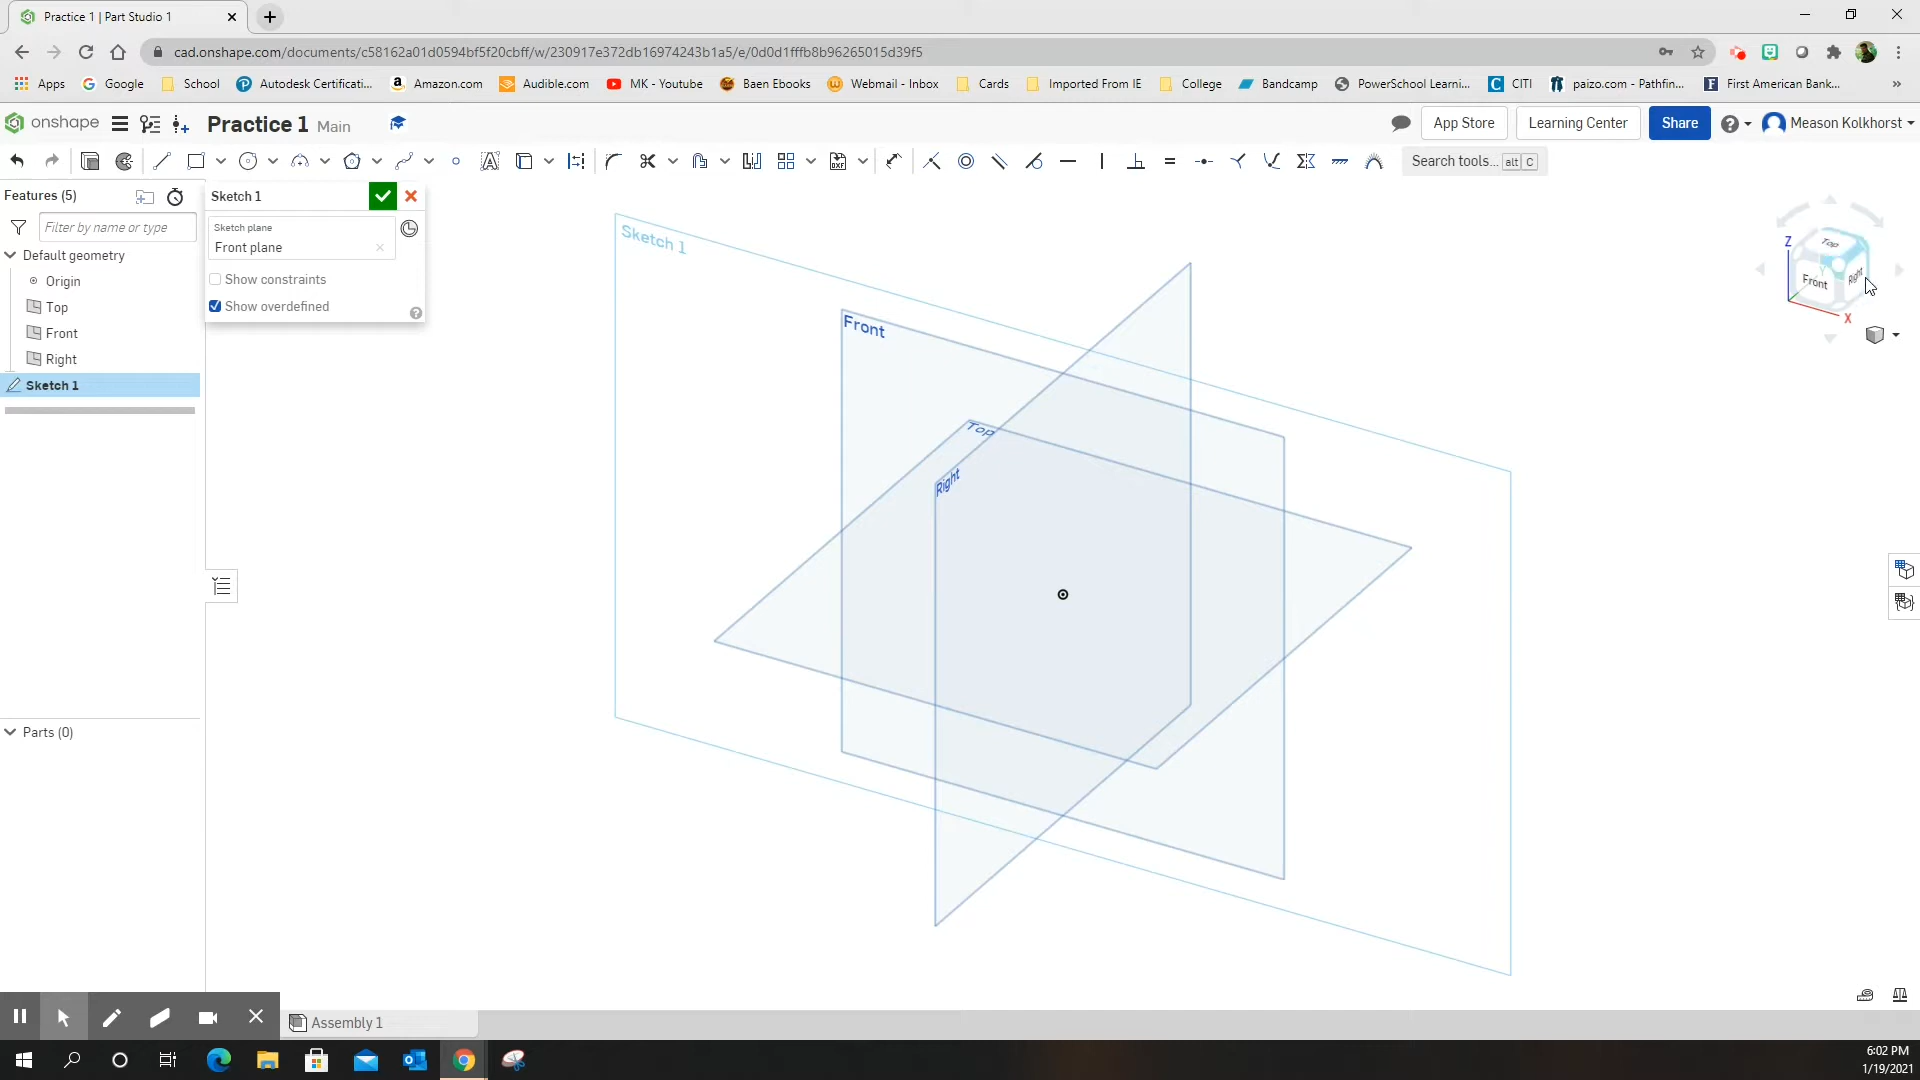 Practice 1 | Part Studio 1
cad.onshape.com/documents/c58162a01d0594bf5f20cbff/w/230917e372db16974243b1a5/e/0d0d1fffb8b96265015d39f5
Apps Google School Autodesk Certificati... Amazon.com Audible.com MK - Youtube Baen Ebooks Webmail - Inbox Cards Imported From IE College Bandcamp PowerSchool Learni... CITI paizo.com - Pathfin... First American Bank... »
onshape Practice 1 Main App Store Learning Center Share Meason Kolkhorst
Search tools... alt C
Features (5)
Sketch 1
Filter by name or type
Sketch plane
Front plane
Show constraints
Show overdefined
Default geometry
Origin
Top
Front
Right
Sketch 1
Parts (0)
Sketch 1
Front
Top
Right
Z
Top
Front
Right
Y
X
Assembly 1
6:02 PM
1/19/2021